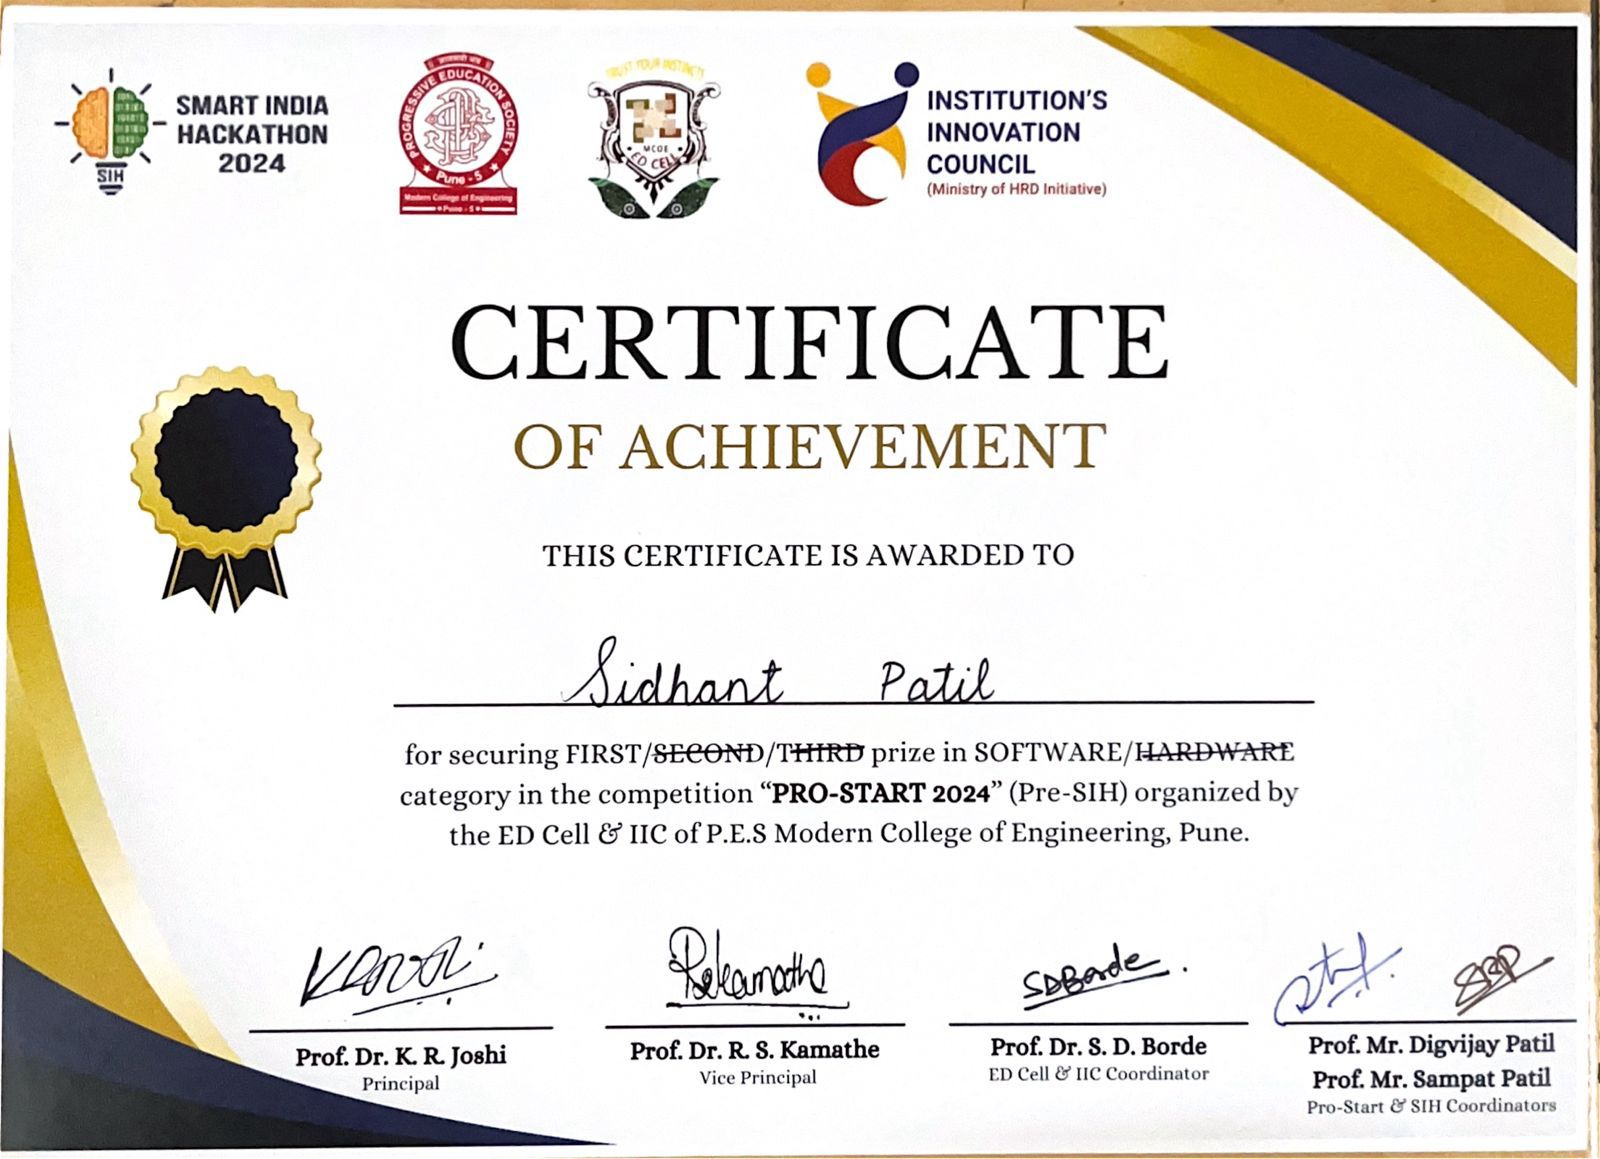 SMART INDIA
HACKATHON
2024
SIH
PROGRESSIVE EDUCATION SOCIETY
Pune - 5
Modern College of Engineering
Pune - 5
TRUST YOUR INSTINCTS
MCOE
ED CELL
INSTITUTION'S
INNOVATION
COUNCIL
(Ministry of HRD Initiative)
CERTIFICATE
OF ACHIEVEMENT
THIS CERTIFICATE IS AWARDED TO
Sidhant Patil
for securing FIRST/SECOND/THIRD prize in SOFTWARE/HARDWARE
category in the competition “PRO-START 2024” (Pre-SIH) organized by
the ED Cell & IIC of P.E.S Modern College of Engineering, Pune.
SDBorde
SBP
Prof. Dr. K. R. Joshi
Principal
Prof. Dr. R. S. Kamathe
Vice Principal
Prof. Dr. S. D. Borde
ED Cell & IIC Coordinator
Prof. Mr. Digvijay Patil
Prof. Mr. Sampat Patil
Pro-Start & SIH Coordinators